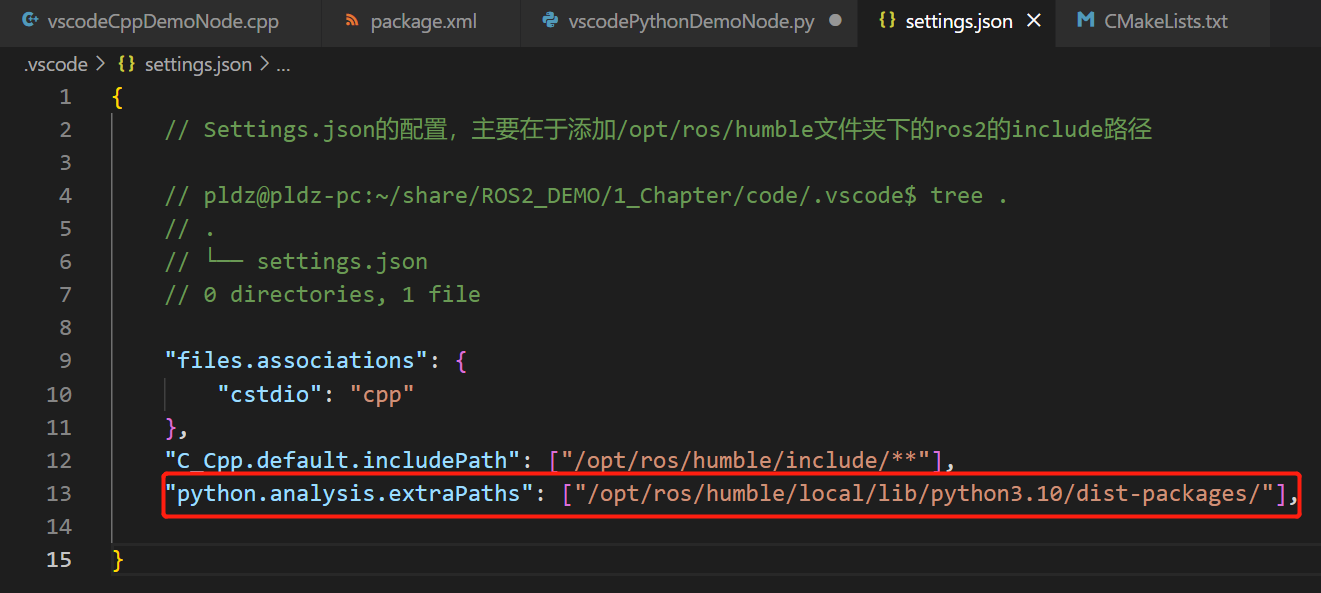 vscodeCppDemoNode.cpp package.xml vscodePythonDemoNode.py settings.json CMakeLists.txt
.vscode > {} settings.json > ...
1 {
2 // Settings.json的配置，主要在于添加/opt/ros/humble文件夹下的ros2的include路径
3
4 // pldz@pldz-pc:~/share/ROS2_DEMO/1_Chapter/code/.vscode$ tree .
5 // .
6 // └── settings.json
7 // 0 directories, 1 file
8
9 "files.associations": {
10 "cstdio": "cpp"
11 },
12 "C_Cpp.default.includePath": ["/opt/ros/humble/include/**"],
13 "python.analysis.extraPaths": ["/opt/ros/humble/local/lib/python3.10/dist-packages/"],
14
15 }